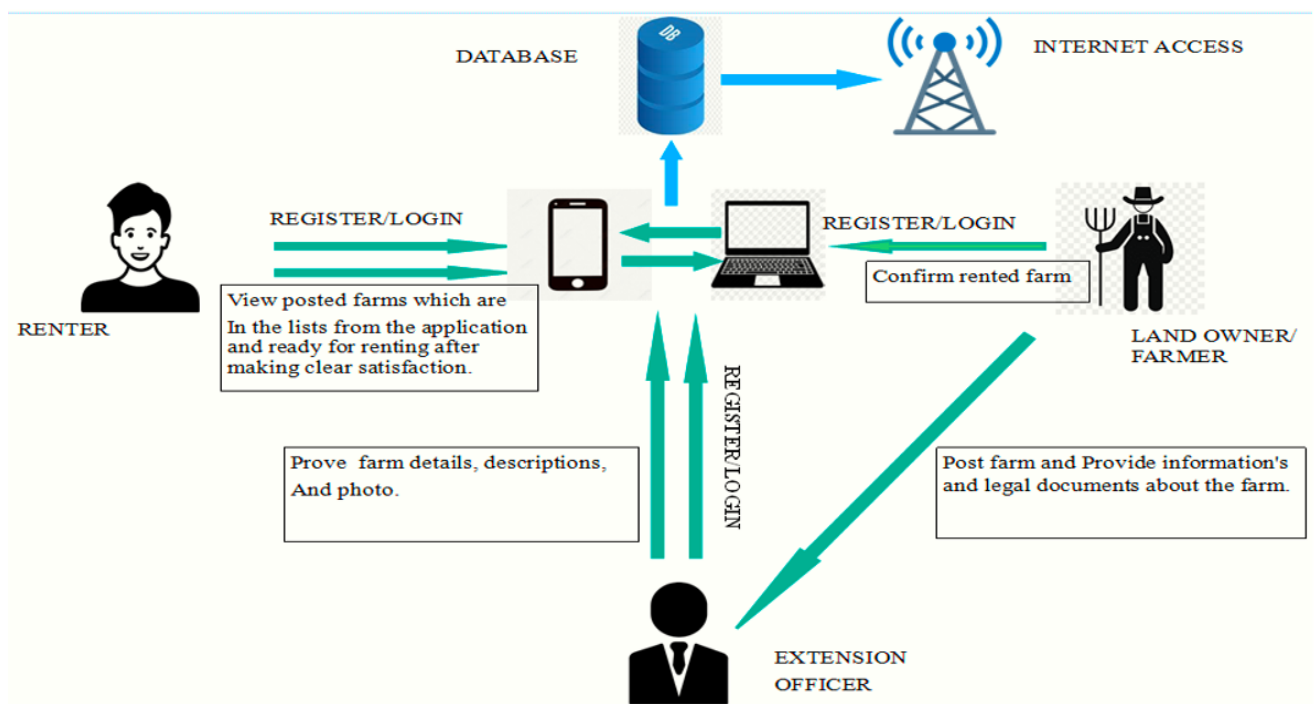 DB
DATABASE
INTERNET ACCESS
REGISTER/LOGIN
REGISTER/LOGIN
Confirm rented farm
View posted farms which are
In the lists from the application
and ready for renting after
making clear satisfaction.
RENTER
LAND OWNER/
FARMER
REGISTER/LOGIN
Prove farm details, descriptions,
And photo.
Post farm and Provide information's
and legal documents about the farm.
EXTENSION
OFFICER